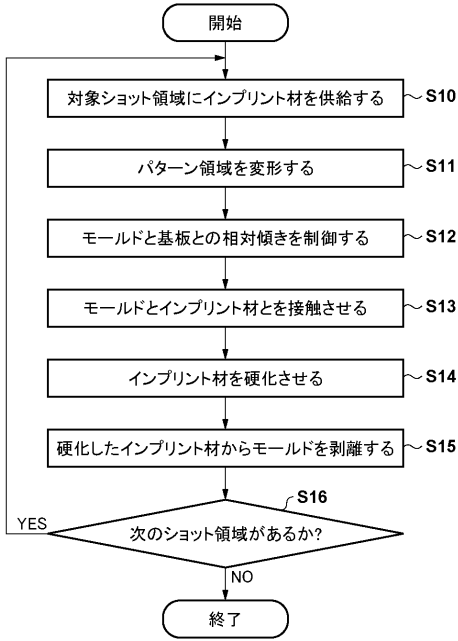 開始
対象ショット領域にインプリント材を供給する S10
パターン領域を変形する S11
モールドと基板との相対傾きを制御する S12
モールドとインプリント材とを接触させる S13
インプリント材を硬化させる S14
硬化したインプリント材からモールドを剥離する S15
S16
次のショット領域があるか?
YES
NO
終了